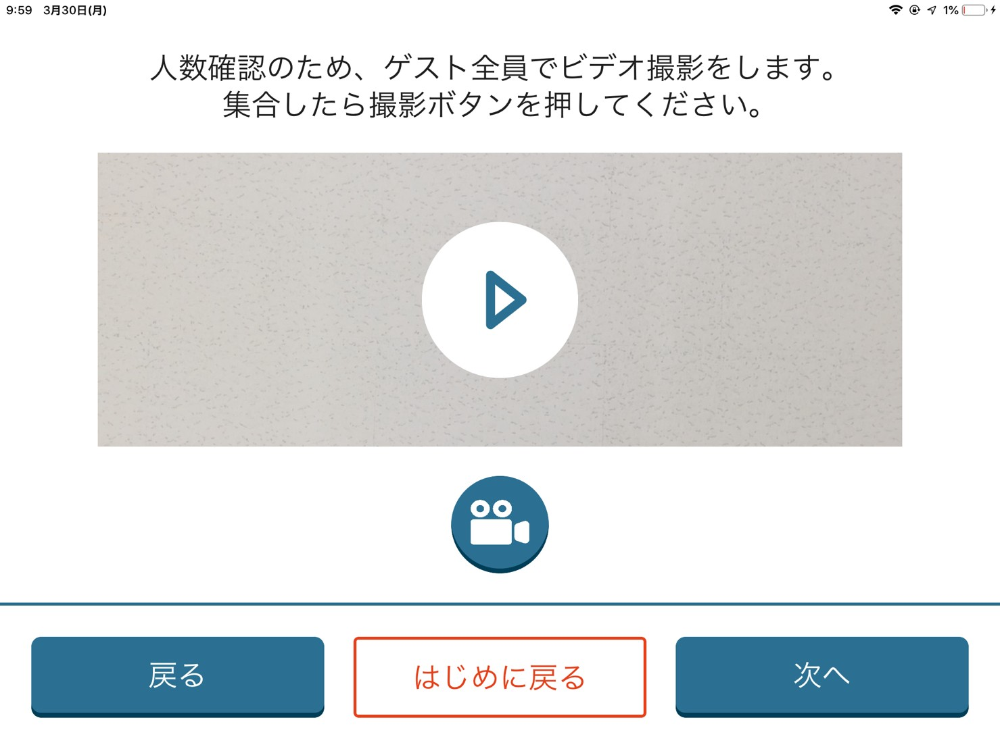 9:59 3月30日(月) 1%
人数確認のため、ゲスト全員でビデオ撮影をします。
集合したら撮影ボタンを押してください。
戻る はじめに戻る 次へ